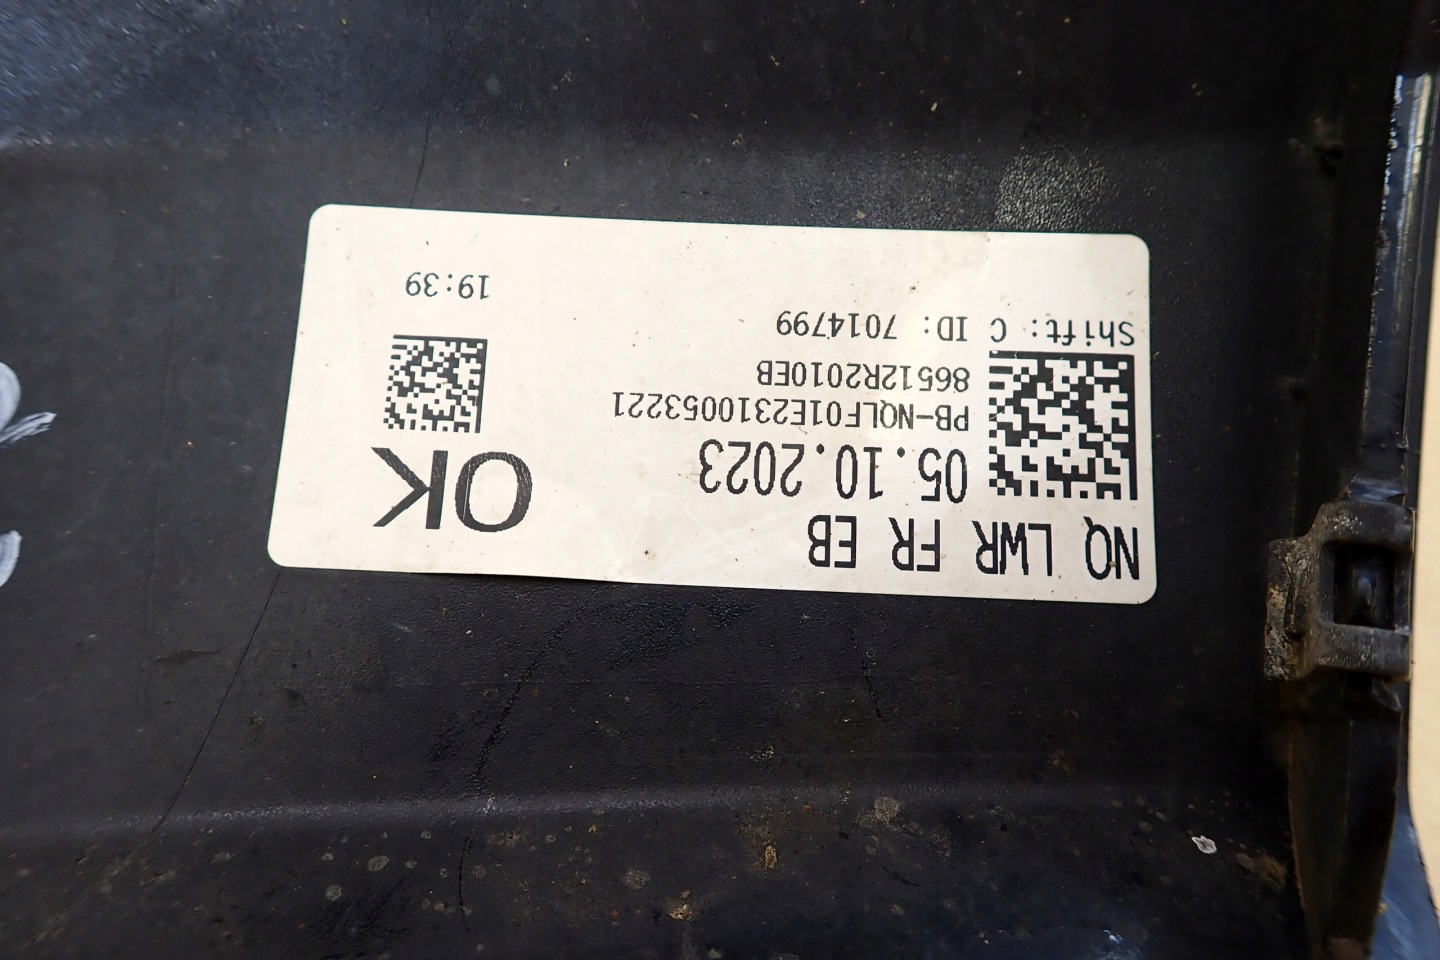 NQ LWR FR EB
05.10.2023
PB-NQLF01E2310053221
86512R2010EB
Shift: C ID: 7014799
OK
19:39